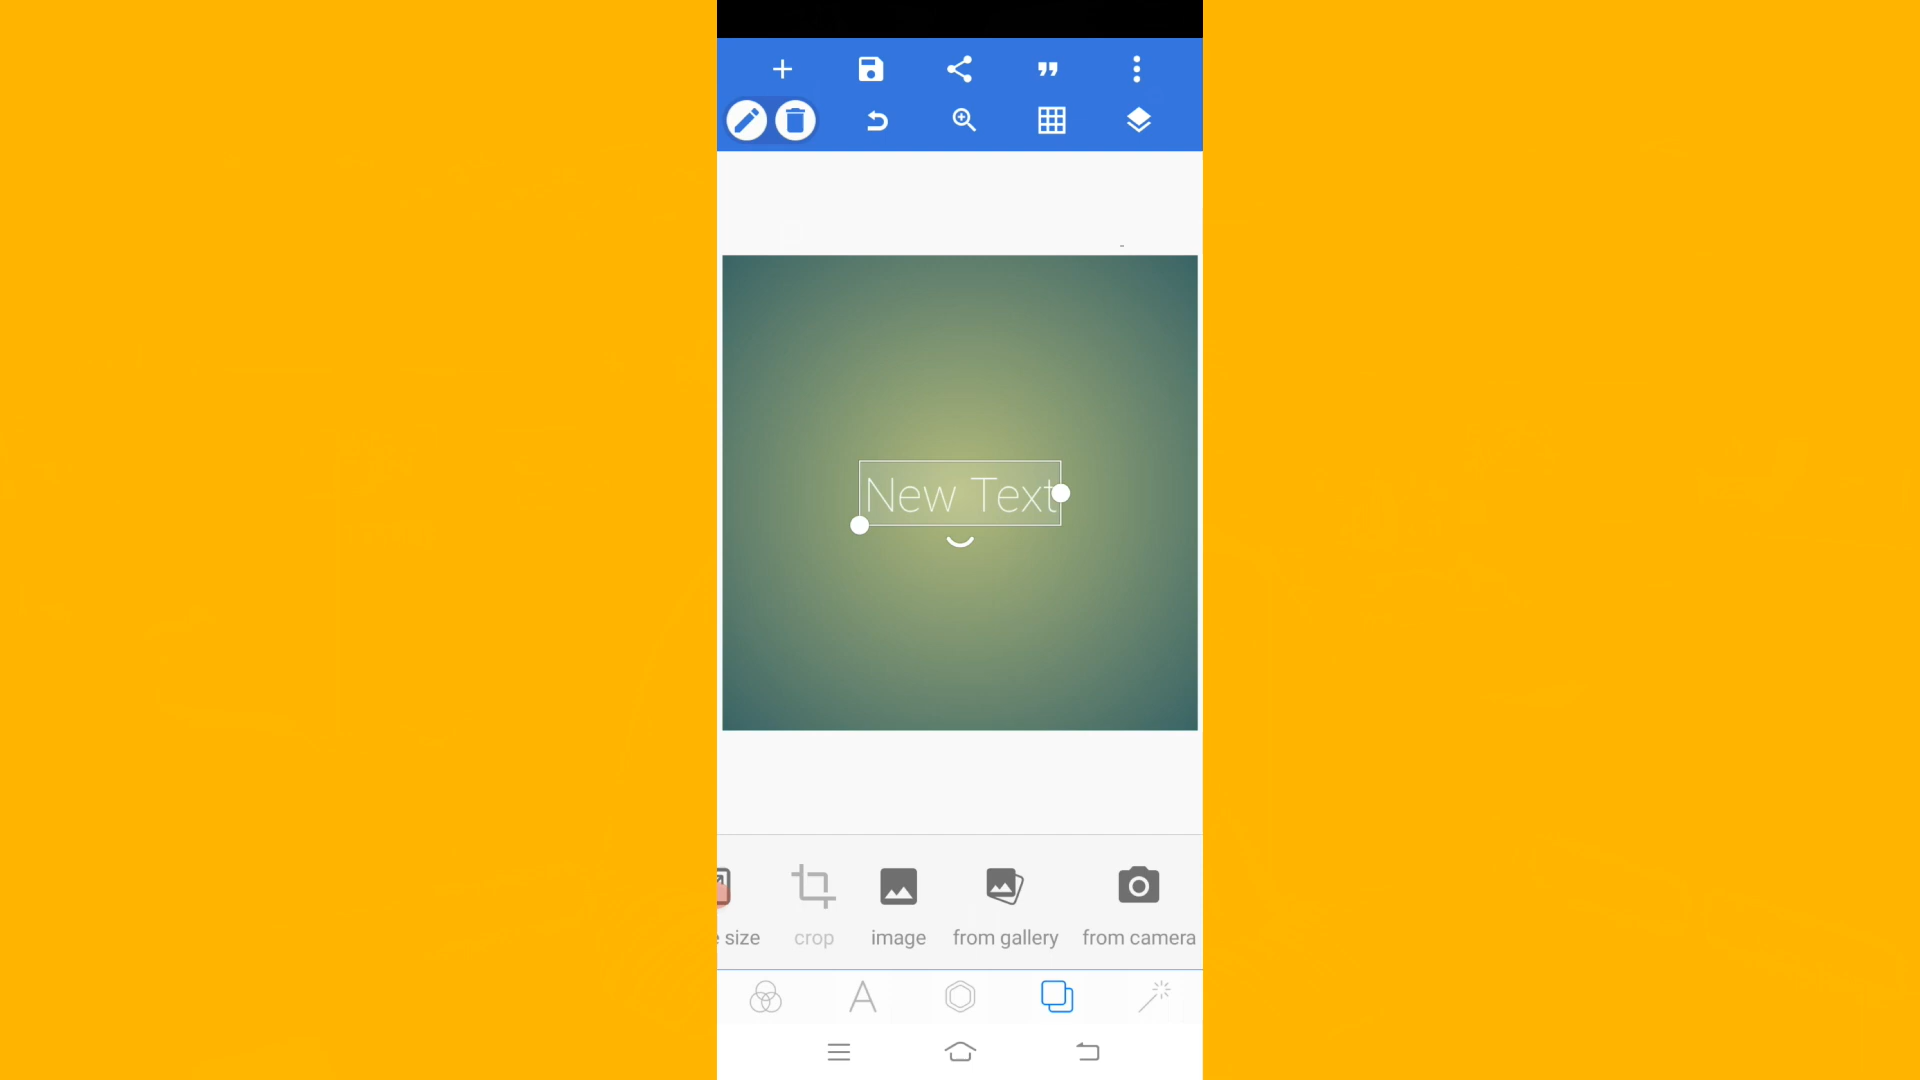 New Text
e size
crop
image
from gallery
from camera